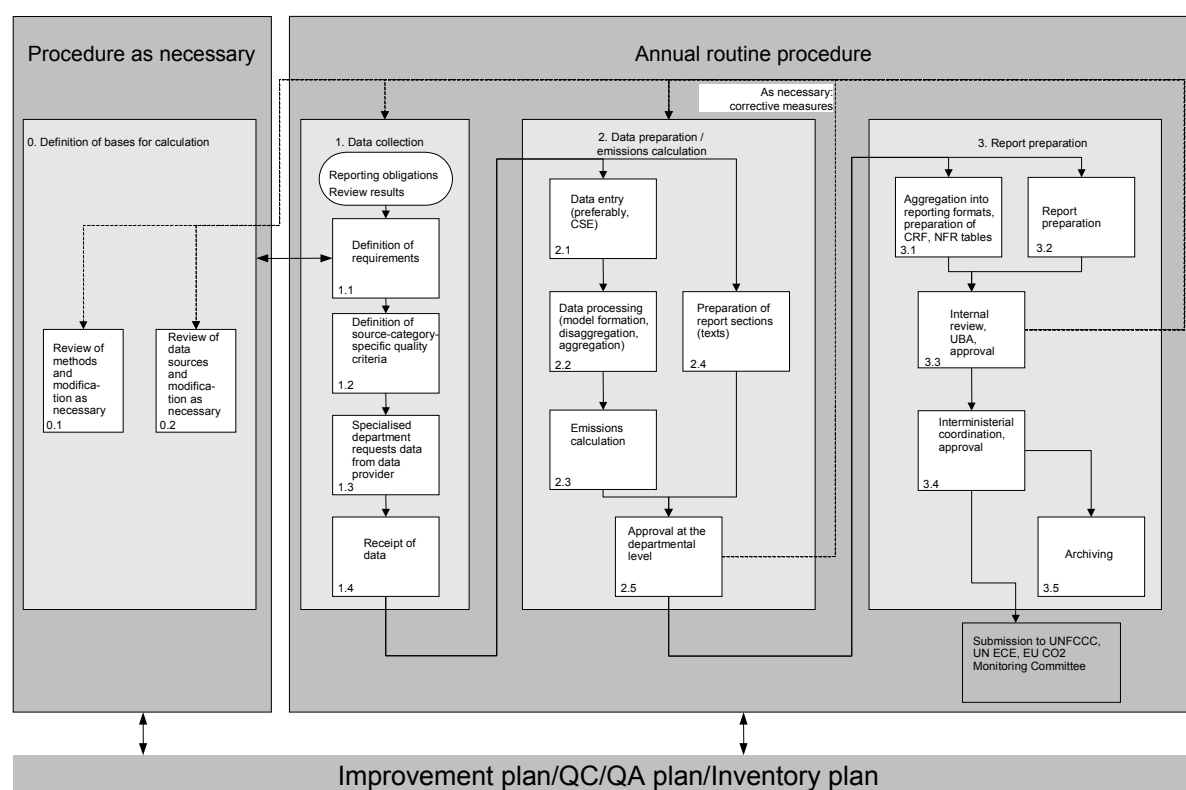 Procedure as necessary
Annual routine procedure
As necessary:
corrective measures
0. Definition of bases for calculation
Review of
methods
and
modification as
necessary
0.1
Review of
data
sources
and
modifica-
tion as
necessary
0.2
1. Data collection
Reporting obligations
Review results
Definition of
requirements
1.1
Definition of
source-category-
specific quality
criteria
1.2
Specialised
department
requests data
from data
provider
1.3
Receipt of
data
1.4
2. Data preparation /
emissions calculation
Data entry
(preferably,
CSE)
2.1
Data processing
(model formation,
disaggregation,
aggregation)
2.2
Emissions
calculation
2.3
Preparation of
report sections
(texts)
2.4
Approval at the
departmental
level
2.5
3. Report preparation
Aggregation into
reporting formats,
preparation of
CRF, NFR tables
3.1
Report
preparation
3.2
Internal
review,
UBA,
approval
3.3
Interministerial
coordination,
approval
3.4
Archiving
3.5
Submission to UNFCCC,
UN ECE, EU CO2
Monitoring Committee
Improvement plan/QC/QA plan/Inventory plan